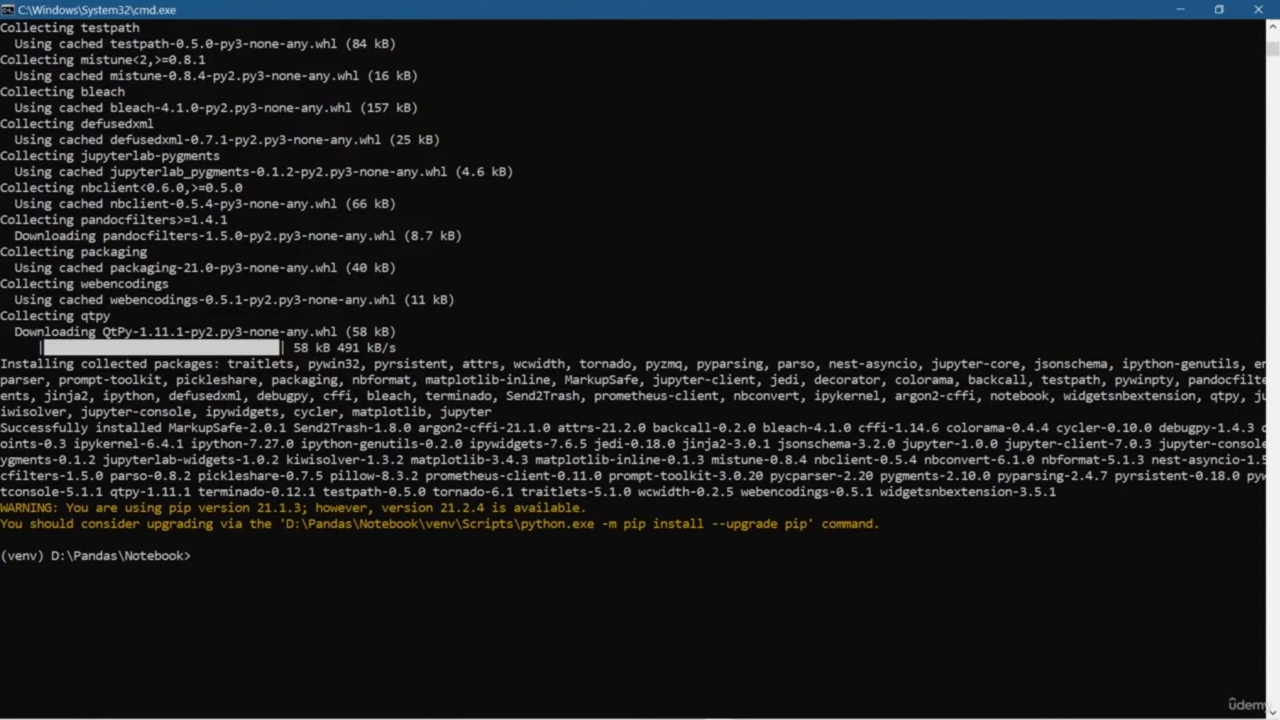 C:\Windows\System32\cmd.exe
Collecting testpath
Using cached testpath-0.5.0-py3-none-any.whl (84 kB)
Collecting mistune<2,>=0.8.1
Using cached mistune-0.8.4-py2.py3-none-any.whl (16 kB)
Collecting bleach
Using cached bleach-4.1.0-py2.py3-none-any.whl (157 kB)
Collecting defusedxml
Using cached defusedxml-0.7.1-py2.py3-none-any.whl (25 kB)
Collecting jupyterlab-pygments
Using cached jupyterlab_pygments-0.1.2-py2.py3-none-any.whl (4.6 kB)
Collecting nbclient<0.6.0,>=0.5.0
Using cached nbclient-0.5.4-py3-none-any.whl (66 kB)
Collecting pandocfilters>=1.4.1
Downloading pandocfilters-1.5.0-py2.py3-none-any.whl (8.7 kB)
Collecting packaging
Using cached packaging-21.0-py3-none-any.whl (40 kB)
Collecting webencodings
Using cached webencodings-0.5.1-py2.py3-none-any.whl (11 kB)
Collecting qtpy
Downloading QtPy-1.11.1-py2.py3-none-any.whl (58 kB)
| | 58 kB 491 kB/s
Installing collected packages: traitlets, pywin32, pyrsistent, attrs, wcwidth, tornado, pyzmq, pyparsing, parso, nest-asyncio, jupyter-core, jsonschema, ipython-genutils, en
parser, prompt-toolkit, pickleshare, packaging, nbformat, matplotlib-inline, MarkupSafe, jupyter-client, jedi, decorator, colorama, backcall, testpath, pywinpty, pandocfilte
ents, jinja2, ipython, defusedxml, debugpy, cffi, bleach, terminado, Send2Trash, prometheus-client, nbconvert, ipykernel, argon2-cffi, notebook, widgetsnbextension, qtpy, ju
iwisolver, jupyter-console, ipywidgets, cycler, matplotlib, jupyter
Successfully installed MarkupSafe-2.0.1 Send2Trash-1.8.0 argon2-cffi-21.1.0 attrs-21.2.0 backcall-0.2.0 bleach-4.1.0 cffi-1.14.6 colorama-0.4.4 cycler-0.10.0 debugpy-1.4.3 d
oints-0.3 ipykernel-6.4.1 ipython-7.27.0 ipython-genutils-0.2.0 ipywidgets-7.6.5 jedi-0.18.0 jinja2-3.0.1 jsonschema-3.2.0 jupyter-1.0.0 jupyter-client-7.0.3 jupyter-console
ygments-0.1.2 jupyterlab-widgets-1.0.2 kiwisolver-1.3.2 matplotlib-3.4.3 matplotlib-inline-0.1.3 mistune-0.8.4 nbclient-0.5.4 nbconvert-6.1.0 nbformat-5.1.3 nest-asyncio-1.5
cfilters-1.5.0 parso-0.8.2 pickleshare-0.7.5 pillow-8.3.2 prometheus-client-0.11.0 prompt-toolkit-3.0.20 pycparser-2.20 pygments-2.10.0 pyparsing-2.4.7 pyrsistent-0.18.0 pyw
tconsole-5.1.1 qtpy-1.11.1 terminado-0.12.1 testpath-0.5.0 tornado-6.1 traitlets-5.1.0 wcwidth-0.2.5 webencodings-0.5.1 widgetsnbextension-3.5.1
WARNING: You are using pip version 21.1.3; however, version 21.2.4 is available.
You should consider upgrading via the 'D:\Pandas\Notebook\venv\Scripts\python.exe -m pip install --upgrade pip' command.
(venv) D:\Pandas\Notebook>
ûdemy